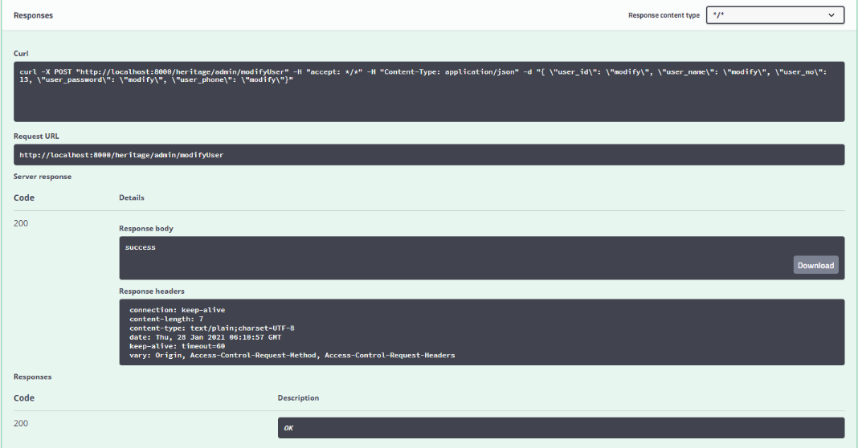 Responses
Response content type */*
Curl
curl -X POST "http://localhost:8000/heritage/admin/modifyUser" -H "accept: */*" -H "Content-Type: application/json" -d "{ \"user_id\": \"modify\", \"user_name\": \"modify\", \"user_no\":
13, \"user_password\": \"modify\", \"user_phone\": \"modify\"}"
Request URL
http://localhost:8000/heritage/admin/modifyUser
Server response
Code Details
200
Response body
success
Download
Response headers
connection: keep-alive
content-length: 7
content-type: text/plain;charset=UTF-8
date: Thu, 28 Jan 2021 06:10:57 GMT
keep-alive: timeout=60
vary: Origin, Access-Control-Request-Method, Access-Control-Request-Headers
Responses
Code Description
200
OK